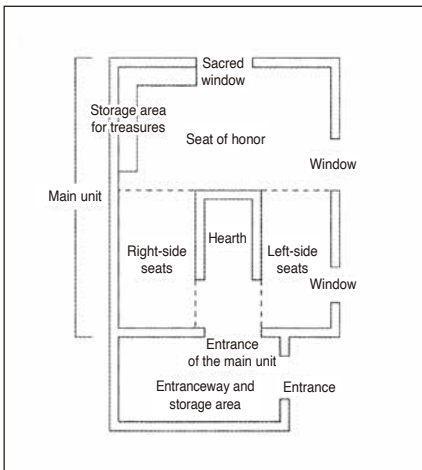 Sacred
window
Storage area
for treasures
Seat of honor
Window
Main unit
Hearth
Right-side
seats
Left-side
seats
Window
Entrance
of the main unit
Entranceway and
storage area
Entrance